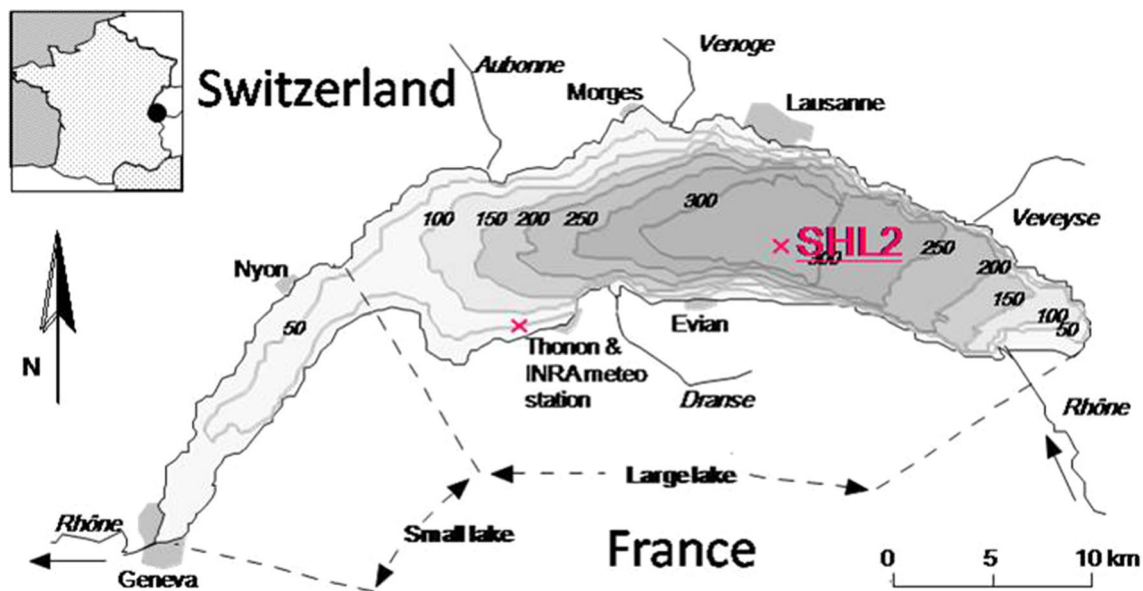 Switzerland
Aubonne
Venoge
Morges
Lausanne
100
150
200
250
300
SHL2
300
250
200
150
100
50
Veveyse
Nyon
50
N
Evian
Thonon &
INRA meteo
station
Dranse
Rhône
Large lake
Small lake
Rhône
Geneva
France
0 5 10 km